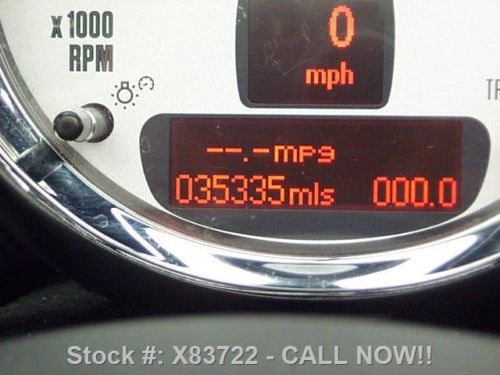 x1000
RPM
0
mph
--.-mpg
035335mls 000.0
Stock #: X83722 - CALL NOW!!